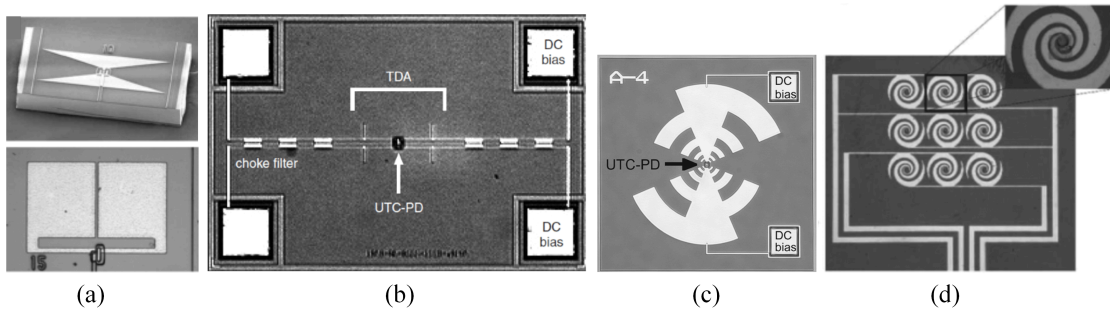 DC
bias
TDA
choke filter
UTC-PD
DC
bias
A-4
DC
bias
UTC-PD
DC
bias
15
(a)
(b)
(c)
(d)